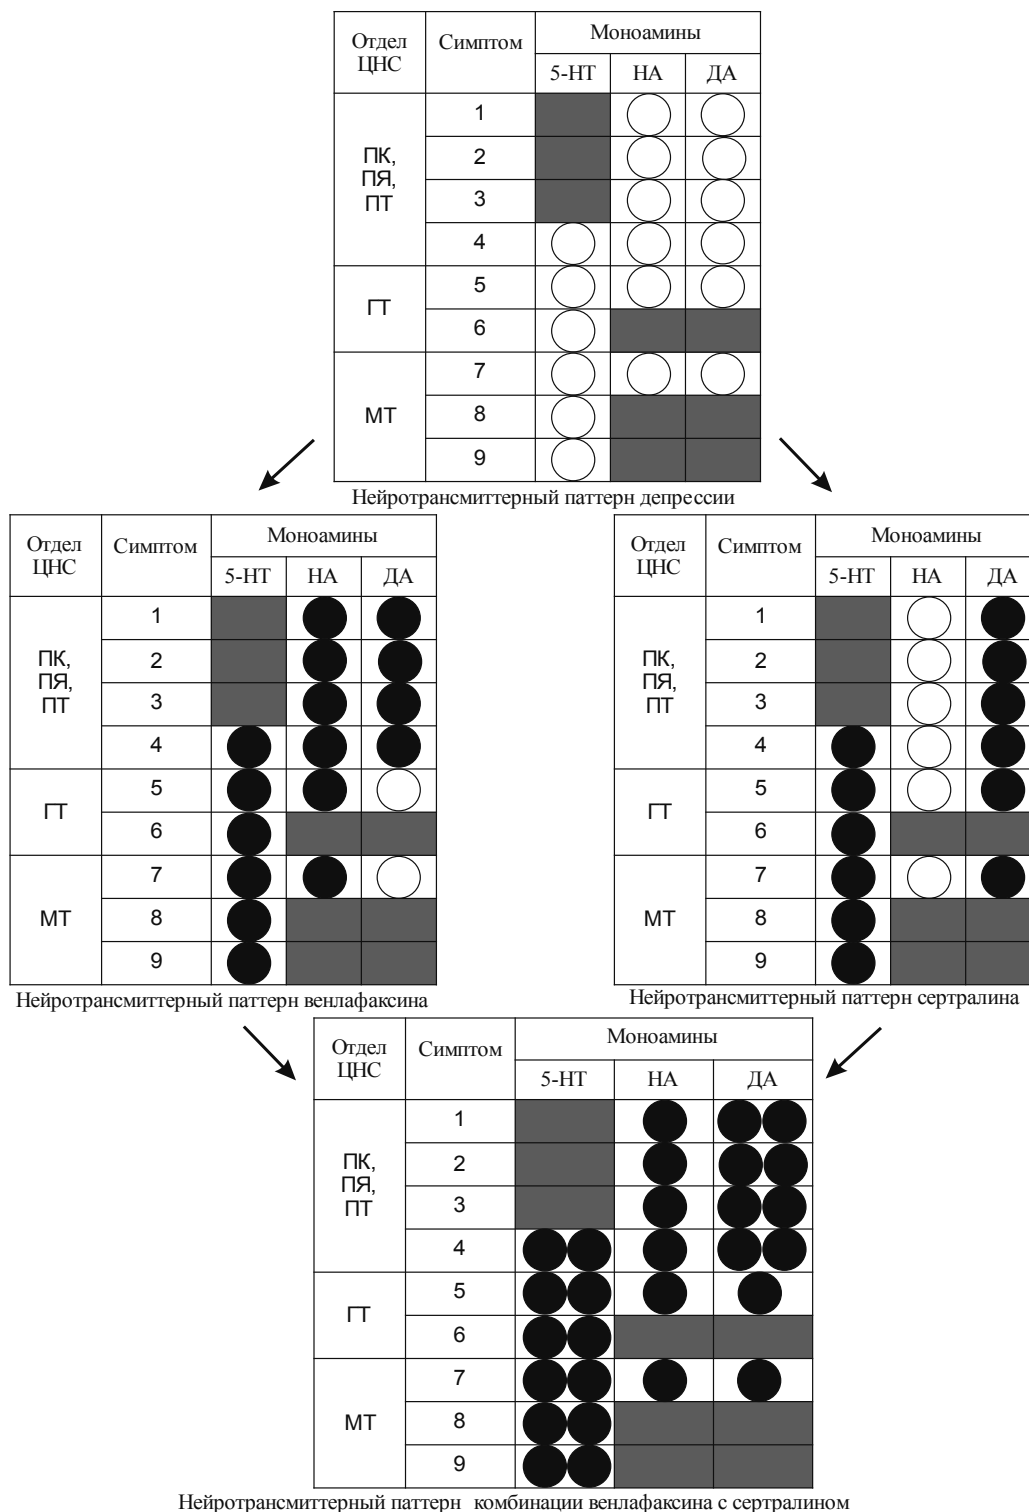 Отдел ЦНС Симптом Моноамины
5-НТ НА ДА
ПК, ПЯ, ПТ
1
2
3
4
ГТ
5
6
МТ
7
8
9
Нейротрансмиттерный паттерн депрессии
Отдел ЦНС Симптом Моноамины
5-НТ НА ДА
ПК, ПЯ, ПТ
1
2
3
4
ГТ
5
6
МТ
7
8
9
Нейротрансмиттерный паттерн венлафаксина
Отдел ЦНС Симптом Моноамины
5-НТ НА ДА
ПК, ПЯ, ПТ
1
2
3
4
ГТ
5
6
МТ
7
8
9
Нейротрансмиттерный паттерн сертралина
Отдел ЦНС Симптом Моноамины
5-НТ НА ДА
ПК, ПЯ, ПТ
1
2
3
4
ГТ
5
6
МТ
7
8
9
Нейротрансмиттерный паттерн комбинации венлафаксина с сертралином